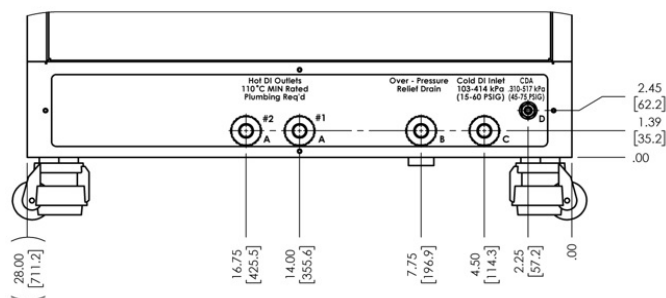 Hot DI Outlets
110°C MIN Rated
Plumbing Req'd
Over - Pressure
Relief Drain
Cold DI Inlet
103-414 kPa
(15-60 PSIG)
CDA
.310-517 kPa
(45-75 PSIG)
#2
#1
A
A
B
C
D
2.45
[62.2]
1.39
[35.2]
.00
28.00
[711.2]
16.75
[425.5]
14.00
[355.6]
7.75
[196.9]
4.50
[114.3]
2.25
[57.2]
.00